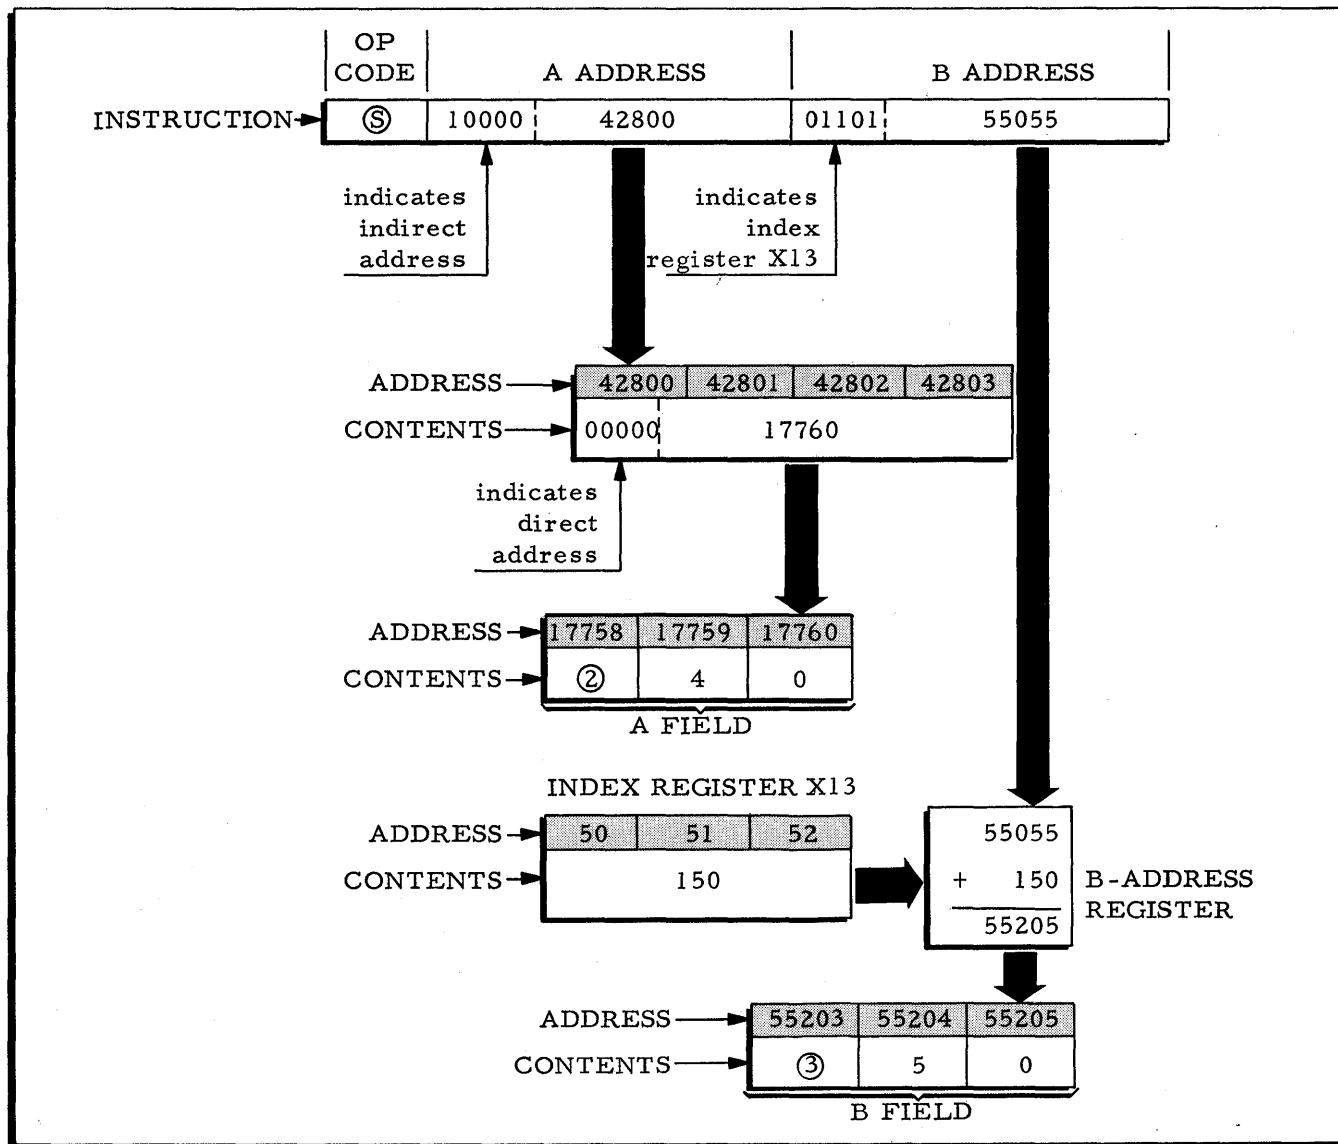 OP
CODE
A ADDRESS
B ADDRESS
INSTRUCTION
Ⓢ
10000
42800
01101
55055
indicates
indirect
address
indicates
index
register X13
ADDRESS
42800 42801 42802 42803
CONTENTS
00000 17760
indicates
direct
address
ADDRESS
17758 17759 17760
CONTENTS
② 4 0
A FIELD
INDEX REGISTER X13
ADDRESS
50 51 52
CONTENTS
150
55055
+ 150
55205
B-ADDRESS
REGISTER
ADDRESS
55203 55204 55205
CONTENTS
③ 5 0
B FIELD